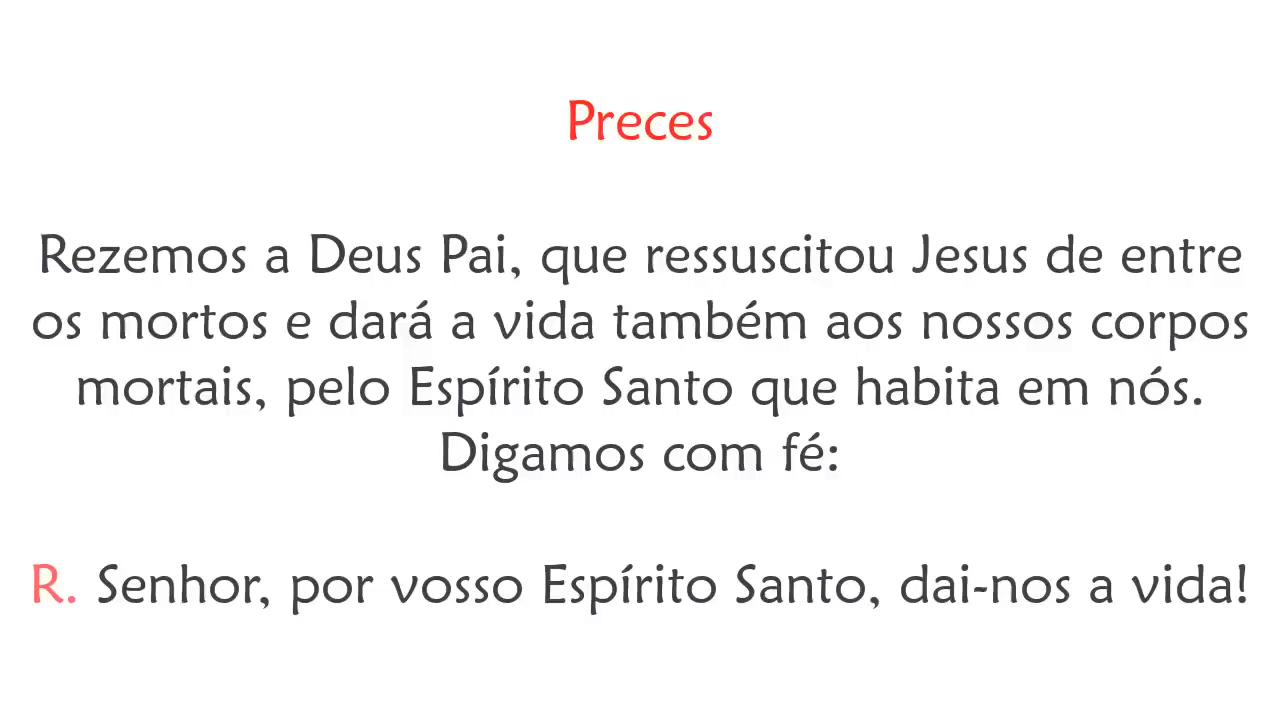 Preces
Rezemos a Deus Pai, que ressuscitou Jesus de entre
os mortos e dará a vida também aos nossos corpos
mortais, pelo Espírito Santo que habita em nós.
Digamos com fé:
R. Senhor, por vosso Espírito Santo, dai-nos a vida!